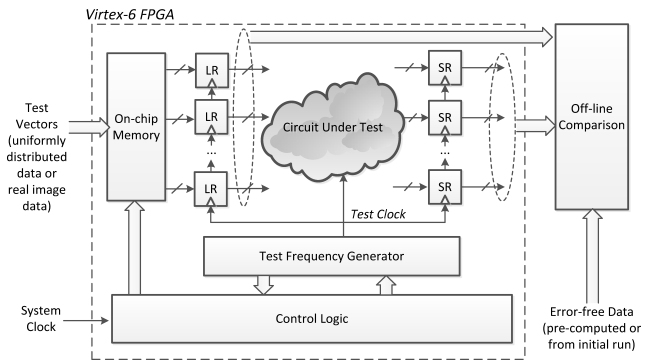 Virtex-6 FPGA
Test
Vectors
(uniformly
distributed
data or
real image
data)
On-chip
Memory
LR
LR
...
LR
Circuit Under Test
SR
SR
...
SR
Off-line
Comparison
Test Clock
Test Frequency Generator
System
Clock
Control Logic
Error-free Data
(pre-computed or
from initial run)